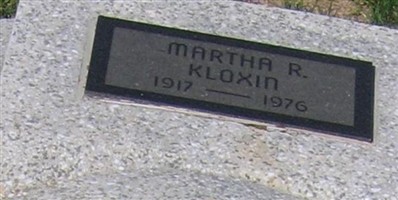 MARTHA R.
KLOXIN
1917 — 1976